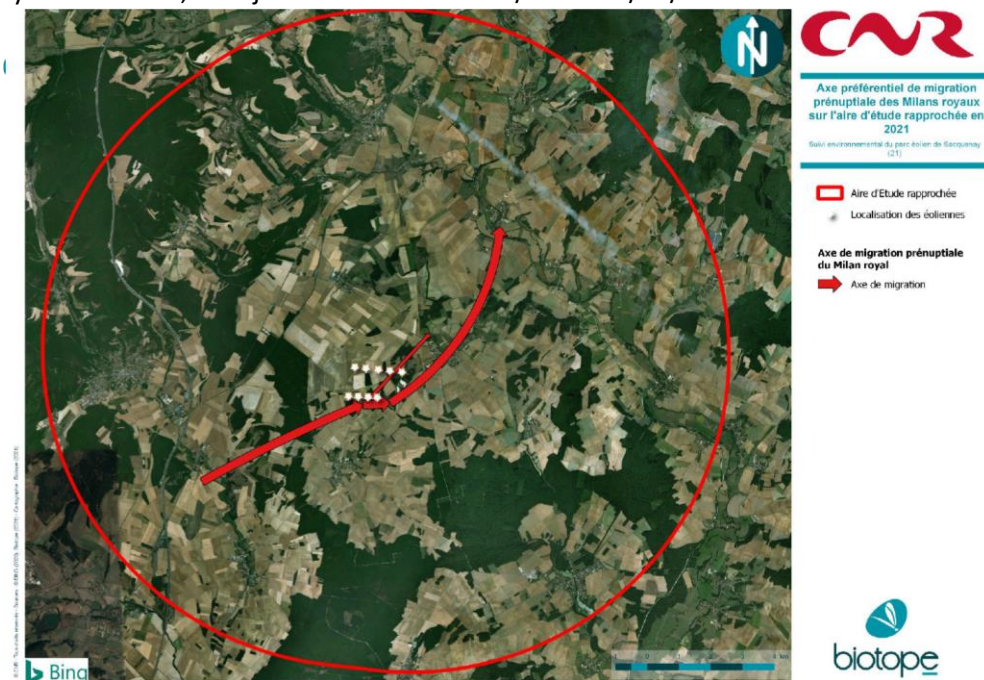 N
CNR
Axe préférentiel de migration
prénuptiale des Milans royaux
sur l'aire d'étude rapprochée en
2021
Suivi environnemental du parc éolien de Sacquenay
(21)
Aire d'Etude rapprochée
Localisation des éoliennes
Axe de migration prénuptiale
du Milan royal
Axe de migration
Bing
biotope